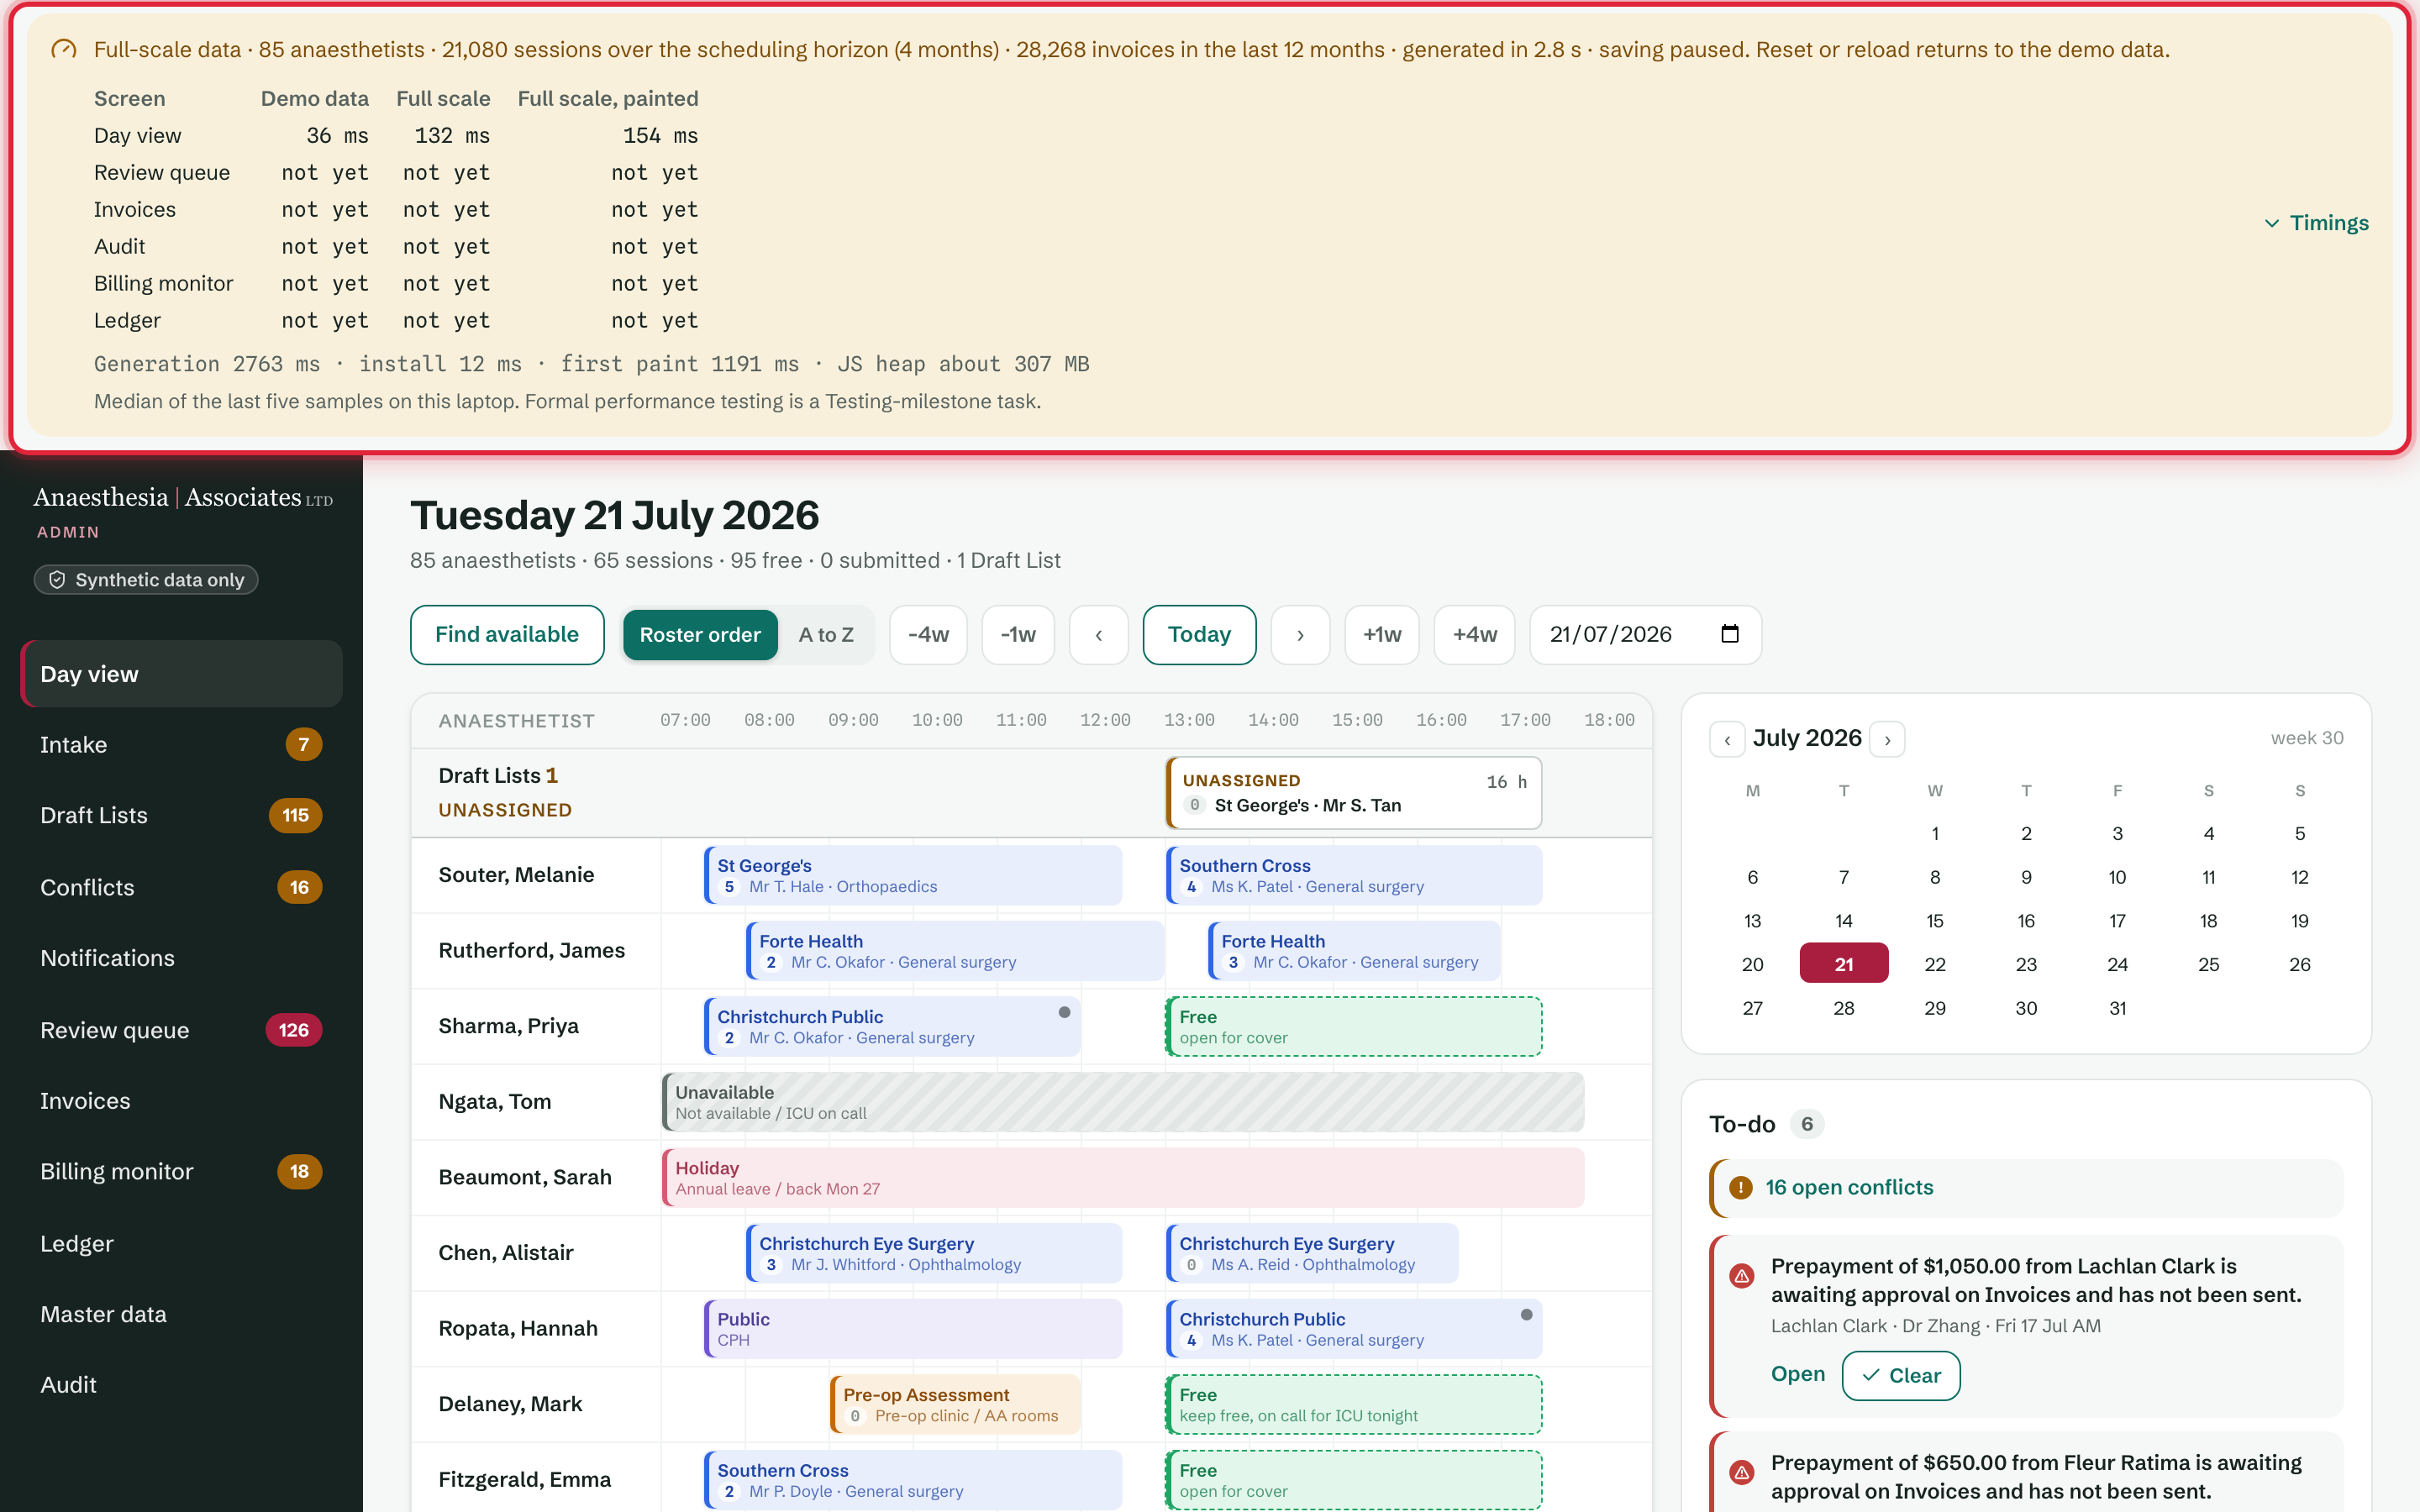 Full-scale data · 85 anaesthetists · 21,080 sessions over the scheduling horizon (4 months) · 28,268 invoices in the last 12 months · generated in 2.8 s · saving paused. Reset or reload returns to the demo data.
Screen Demo data Full scale Full scale, painted
Day view 36 ms 132 ms 154 ms
Review queue not yet not yet not yet
Invoices not yet not yet not yet
Audit not yet not yet not yet
Billing monitor not yet not yet not yet
Ledger not yet not yet not yet
Timings
Generation 2763 ms · install 12 ms · first paint 1191 ms · JS heap about 307 MB
Median of the last five samples on this laptop. Formal performance testing is a Testing-milestone task.
Anaesthesia | Associates LTD
ADMIN
Synthetic data only
Day view
Intake 7
Draft Lists 115
Conflicts 16
Notifications
Review queue 126
Invoices
Billing monitor 18
Ledger
Master data
Audit
Tuesday 21 July 2026
85 anaesthetists · 65 sessions · 95 free · 0 submitted · 1 Draft List
Find available Roster order A to Z -4w -1w ‹ Today › +1w +4w 21/07/2026
ANAESTHETIST 07:00 08:00 09:00 10:00 11:00 12:00 13:00 14:00 15:00 16:00 17:00 18:00
Draft Lists 1
UNASSIGNED
UNASSIGNED 16 h
0 St George's · Mr S. Tan
Souter, Melanie
St George's
5 Mr T. Hale · Orthopaedics
Southern Cross
4 Ms K. Patel · General surgery
Rutherford, James
Forte Health
2 Mr C. Okafor · General surgery
Forte Health
3 Mr C. Okafor · General surgery
Sharma, Priya
Christchurch Public
2 Mr C. Okafor · General surgery
Free
open for cover
Ngata, Tom
Unavailable
Not available / ICU on call
Beaumont, Sarah
Holiday
Annual leave / back Mon 27
Chen, Alistair
Christchurch Eye Surgery
3 Mr J. Whitford · Ophthalmology
Christchurch Eye Surgery
0 Ms A. Reid · Ophthalmology
Ropata, Hannah
Public
CPH
Christchurch Public
4 Ms K. Patel · General surgery
Delaney, Mark
Pre-op Assessment
0 Pre-op clinic / AA rooms
Free
keep free, on call for ICU tonight
Fitzgerald, Emma
Southern Cross
2 Mr P. Doyle · General surgery
Free
open for cover
‹ July 2026 › week 30
M T W T F S S
1 2 3 4 5
6 7 8 9 10 11 12
13 14 15 16 17 18 19
20 21 22 23 24 25 26
27 28 29 30 31
To-do 6
16 open conflicts
Prepayment of $1,050.00 from Lachlan Clark is
awaiting approval on Invoices and has not been sent.
Lachlan Clark · Dr Zhang · Fri 17 Jul AM
Open Clear
Prepayment of $650.00 from Fleur Ratima is awaiting
approval on Invoices and has not been sent.